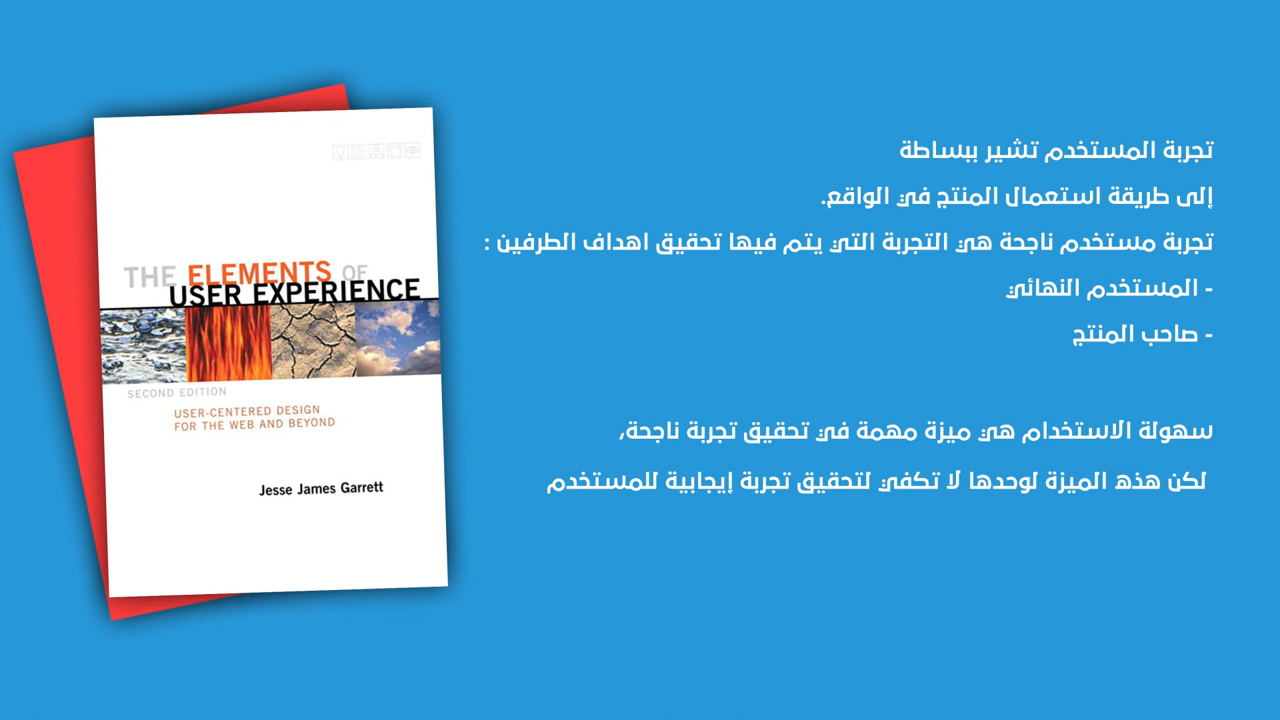 تجربة المستخدم تشير ببساطة
إلى طريقة استعمال المنتج في الواقع.
تجربة مستخدم ناجحة هي التجربة التي يتم فيها تحقيق اهداف الطرفين :
- المستخدم النهائي
- صاحب المنتج
سهولة الاستخدام هي ميزة مهمة في تحقيق تجربة ناجحة،
لكن هذه الميزة لوحدها لا تكفي لتحقيق تجربة إيجابية للمستخدم
THE ELEMENTS OF
USER EXPERIENCE
SECOND EDITION
USER-CENTERED DESIGN
FOR THE WEB AND BEYOND
Jesse James Garrett